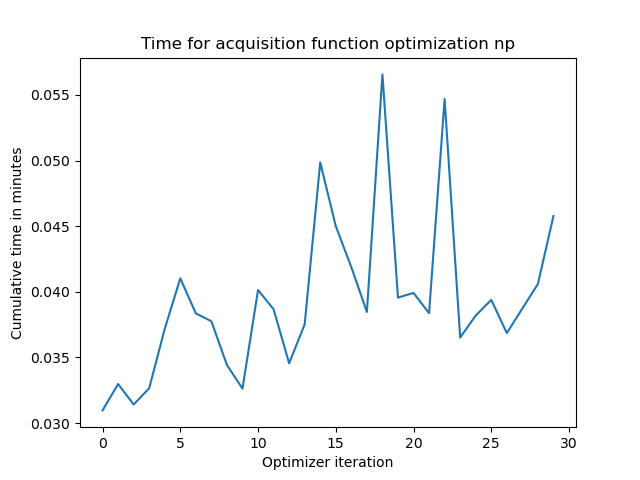 Time for acquisition function optimization np
Cumulative time in minutes
0.055
0.050
0.045
0.040
0.035
0.030
0 5 10 15 20 25 30
Optimizer iteration